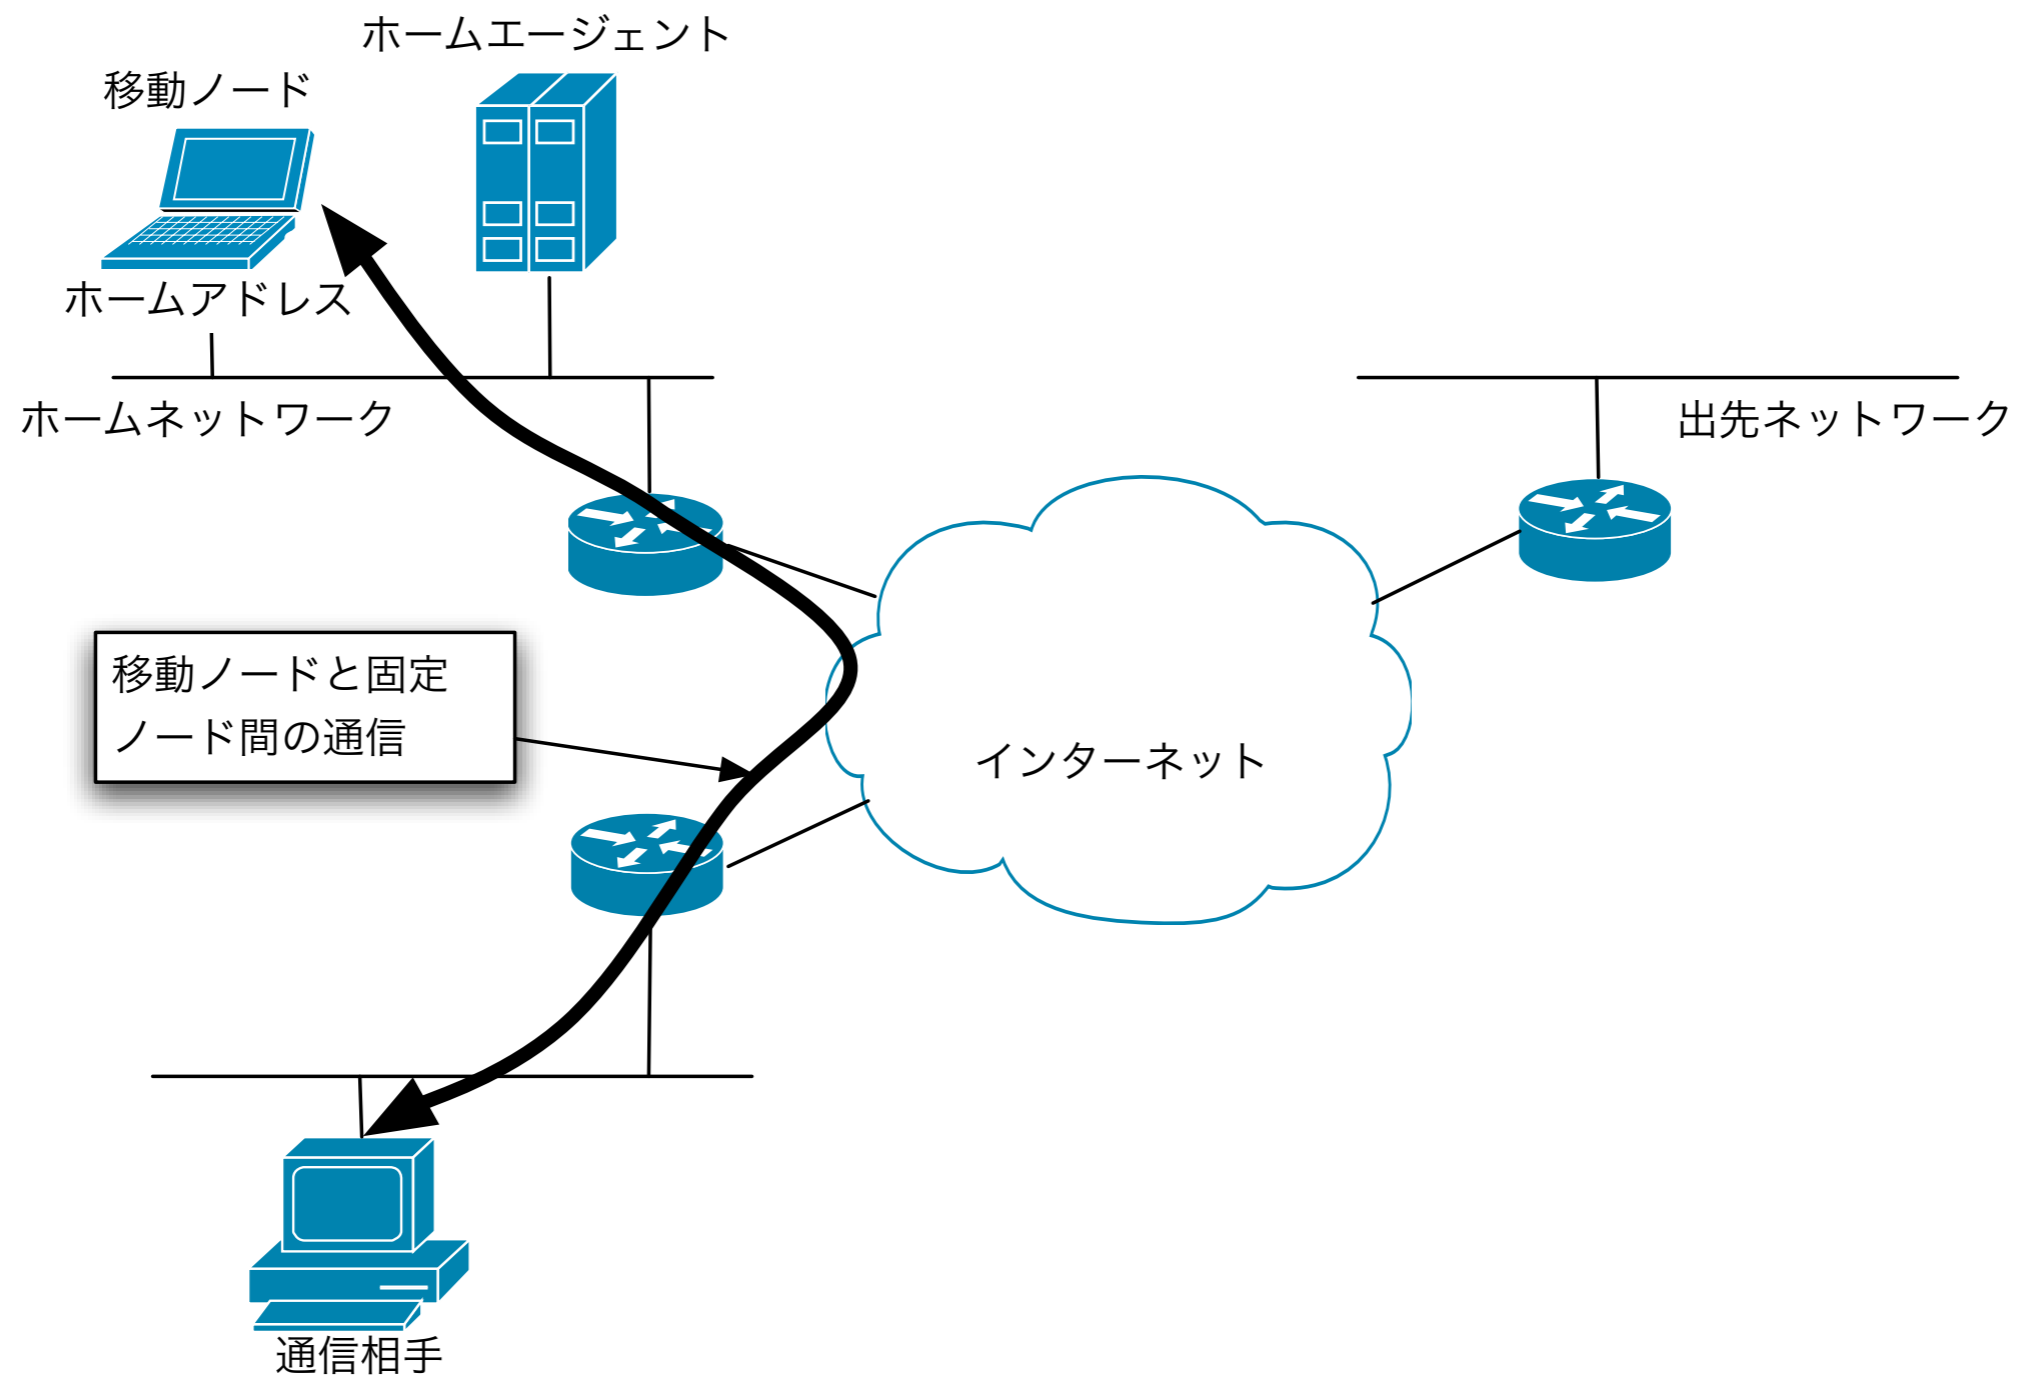 ホームエージェント
移動ノード
ホームアドレス
ホームネットワーク
出先ネットワーク
移動ノードと固定
ノード間の通信
インターネット
通信相手